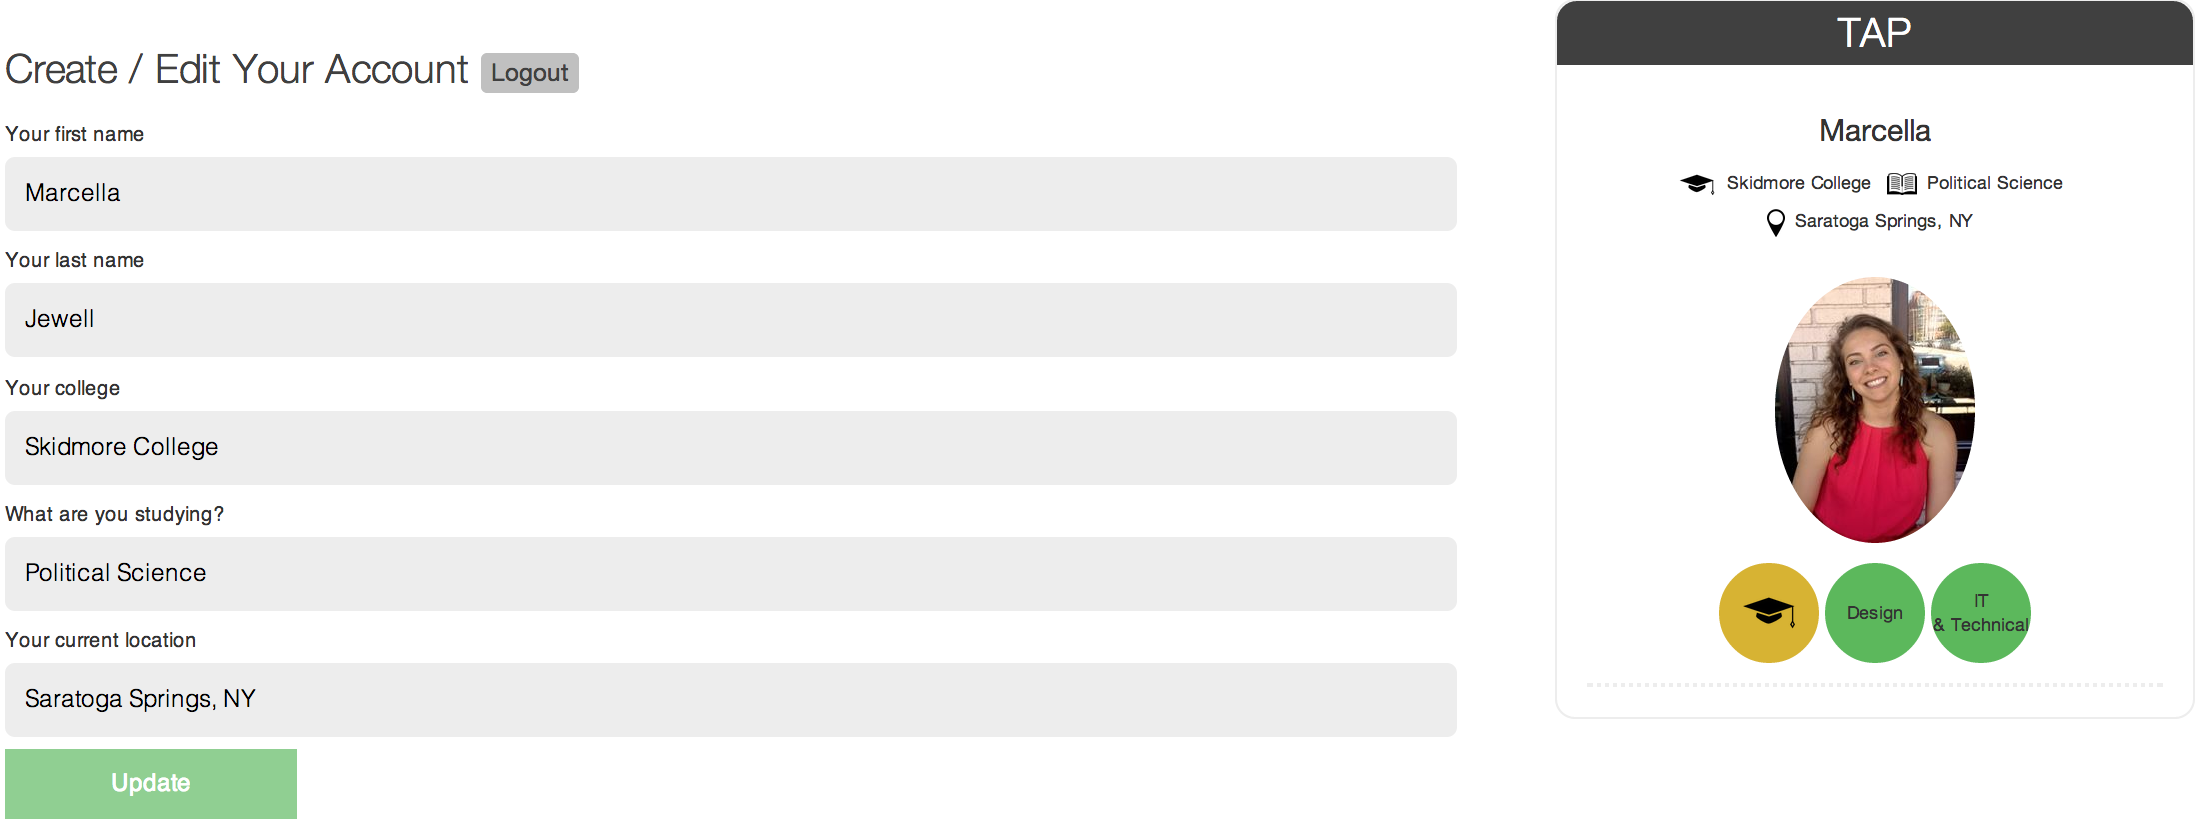 Create / Edit Your Account Logout
Your first name
Marcella
Your last name
Jewell
Your college
Skidmore College
What are you studying?
Political Science
Your current location
Saratoga Springs, NY
Update
TAP
Marcella
Skidmore College Political Science
Saratoga Springs, NY
Design
IT
& Technical